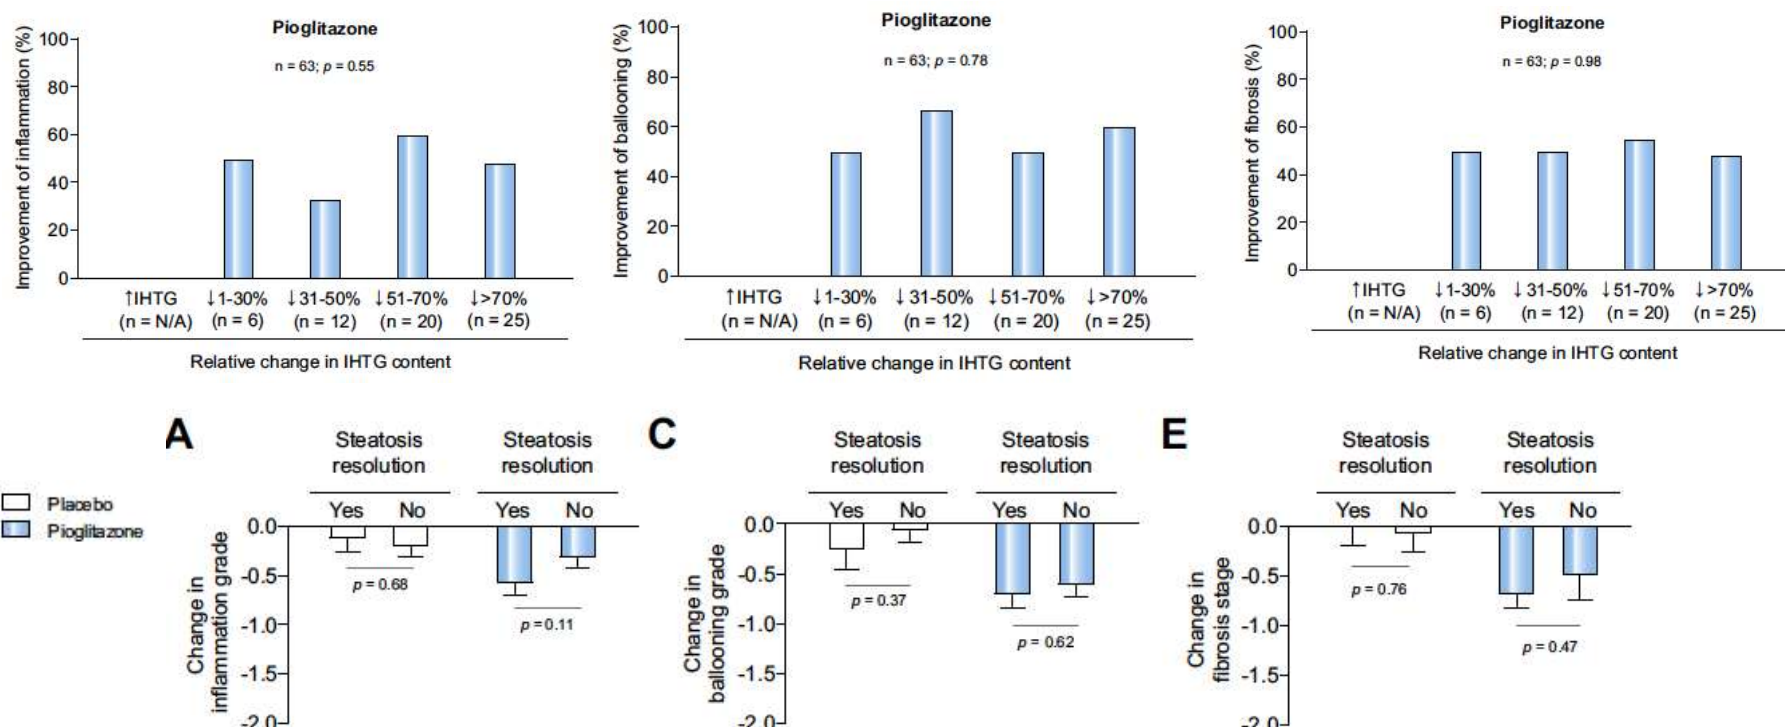 Pioglitazone
n = 63; p = 0.55
Improvement of inflammation (%)
100
80
60
40
20
0
↑IHTG ↓1-30% ↓31-50% ↓51-70% ↓>70%
(n = N/A) (n = 6) (n = 12) (n = 20) (n = 25)
Relative change in IHTG content
Pioglitazone
n = 63; p = 0.78
Improvement of ballooning (%)
100
80
60
40
20
0
↑IHTG ↓1-30% ↓31-50% ↓51-70% ↓>70%
(n = N/A) (n = 6) (n = 12) (n = 20) (n = 25)
Relative change in IHTG content
Pioglitazone
n = 63; p = 0.98
Improvement of fibrosis (%)
100
80
60
40
20
0
↑IHTG ↓1-30% ↓31-50% ↓51-70% ↓>70%
(n = N/A) (n = 6) (n = 12) (n = 20) (n = 25)
Relative change in IHTG content
Placebo
Pioglitazone
A
Steatosis Steatosis
resolution resolution
Yes No Yes No
Change in
inflammation grade
0.0
-0.5
-1.0
-1.5
-2.0
p = 0.68
p = 0.11
C
Steatosis Steatosis
resolution resolution
Yes No Yes No
Change in
ballooning grade
0.0
-0.5
-1.0
-1.5
-2.0
p = 0.37
p = 0.62
E
Steatosis Steatosis
resolution resolution
Yes No Yes No
Change in
fibrosis stage
0.0
-0.5
-1.0
-1.5
-2.0
p = 0.76
p = 0.47